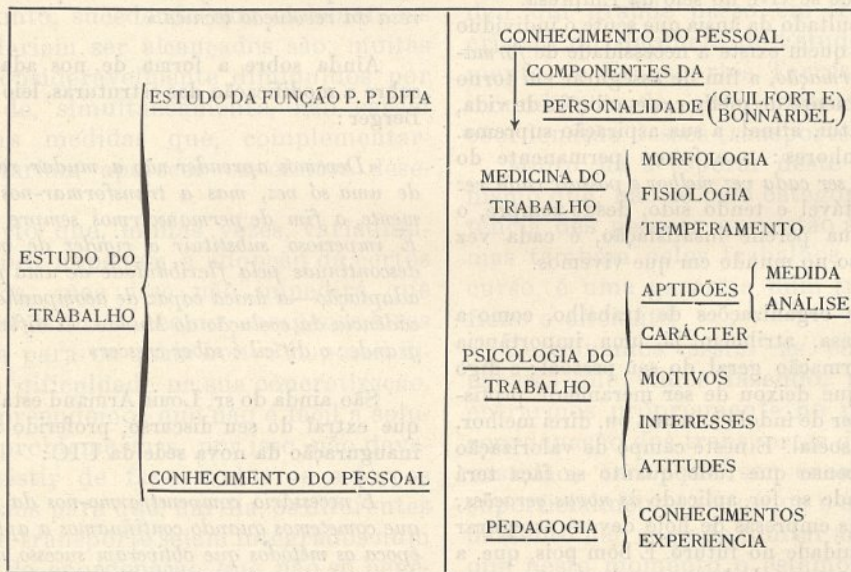 ESTUDO DO
TRABALHO
ESTUDO DA FUNÇÃO P. P. DITA
CONHECIMENTO DO PESSOAL
CONHECIMENTO DO PESSOAL
COMPONENTES DA
PERSONALIDADE (GUILFORT E)
BONNARDEL)
MEDICINA DO
TRABALHO
MORFOLOGIA
FISIOLOGIA
TEMPERAMENTO
PSICOLOGIA DO
TRABALHO
APTIDÕES
MEDIDA
ANÁLISE
CARÁCTER
MOTIVOS
INTERESSES
ATITUDES
PEDAGOGIA
CONHECIMENTOS
EXPERIENCIA